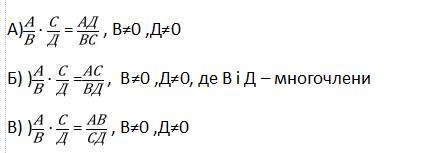 А) А/В · С/Д = АД/ВС , В≠0 ,Д≠0
Б) ) А/В · С/Д = АС/ВД , В≠0 ,Д≠0, де В і Д – многочлени
В) ) А/В · С/Д = АВ/СД , В≠0 ,Д≠0